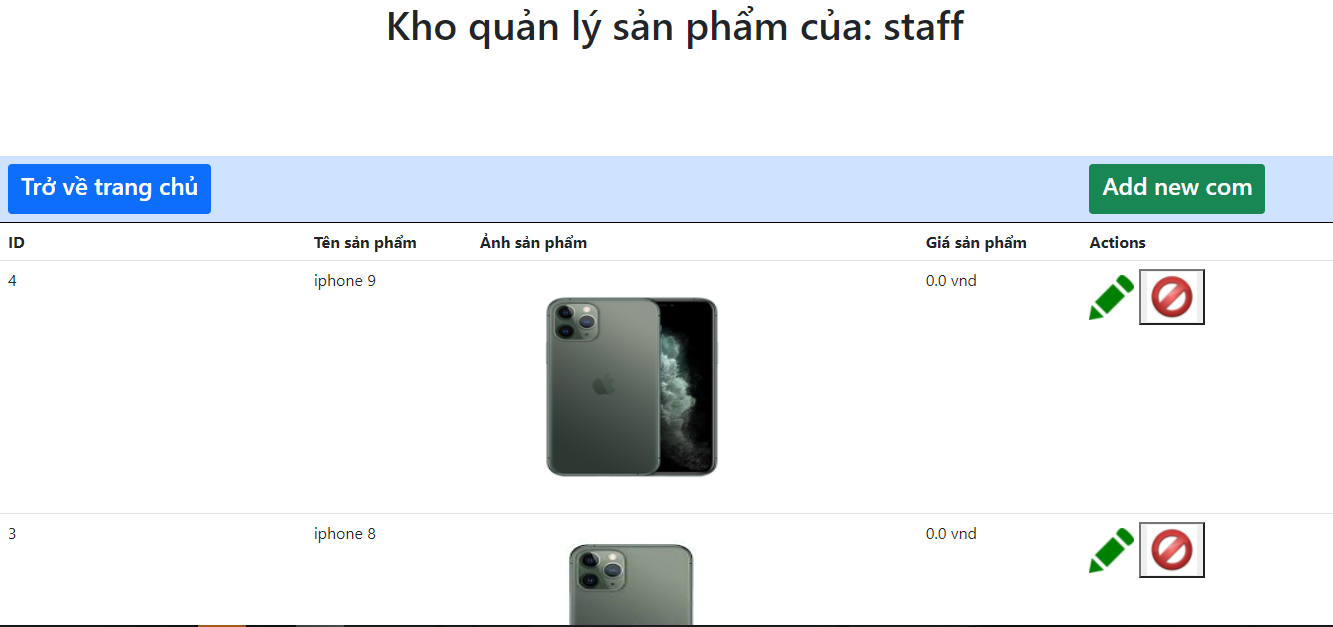 Kho quản lý sản phẩm của: staff
Trở về trang chủ Add new com
ID Tên sản phẩm Ảnh sản phẩm Giá sản phẩm Actions
4 iphone 9 0.0 vnd
3 iphone 8 0.0 vnd